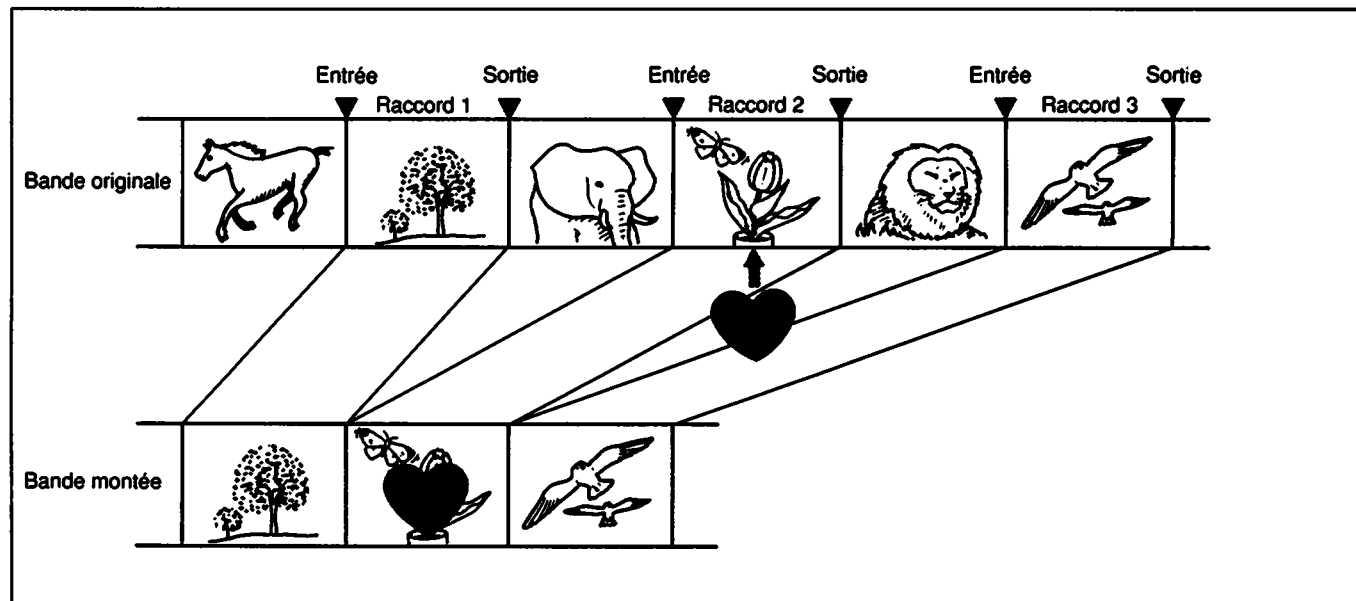 Entrée Sortie Entrée Sortie Entrée Sortie
Raccord 1 Raccord 2 Raccord 3
Bande originale
Bande montée